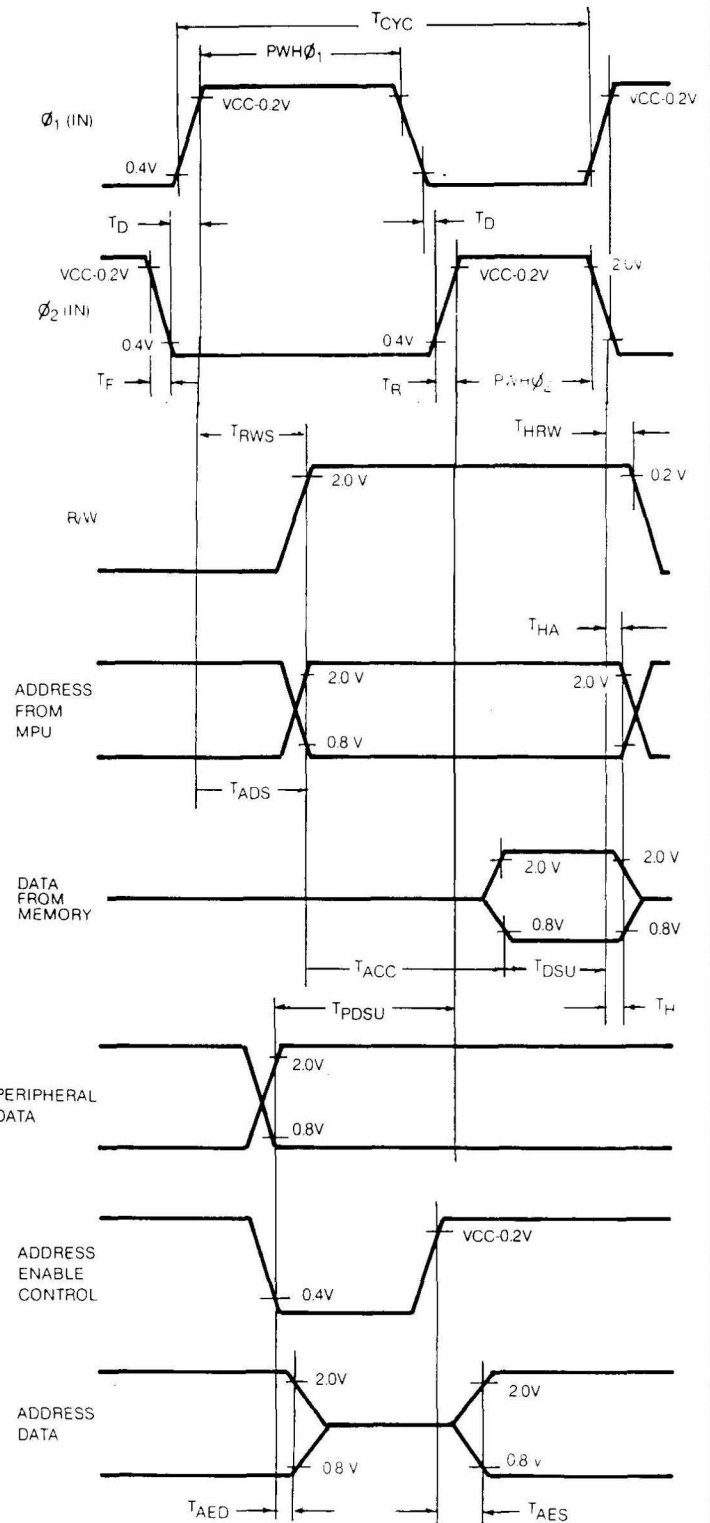 TCYC
PWHØ1
VCC-0.2V
VCC-0.2V
Ø1 (IN)
0.4V
TD
TD
VCC-0.2V
VCC-0.2V
2.0V
Ø2 (IN)
0.4V
0.4V
TF
TR
PWHØ2
TRWS
THRW
2.0 V
0.2 V
R/W
THA
2.0 V
2.0 V
ADDRESS
FROM
MPU
0.8 V
TADS
2.0 V
2.0 V
DATA
FROM
MEMORY
0.8V
0.8V
TACC
TDSU
TPDSU
TH
2.0V
PERIPHERAL
DATA
0.8V
VCC-0.2V
ADDRESS
ENABLE
CONTROL
0.4V
2.0V
2.0V
ADDRESS
DATA
0.8 V
0.8 V
TAED
TAES